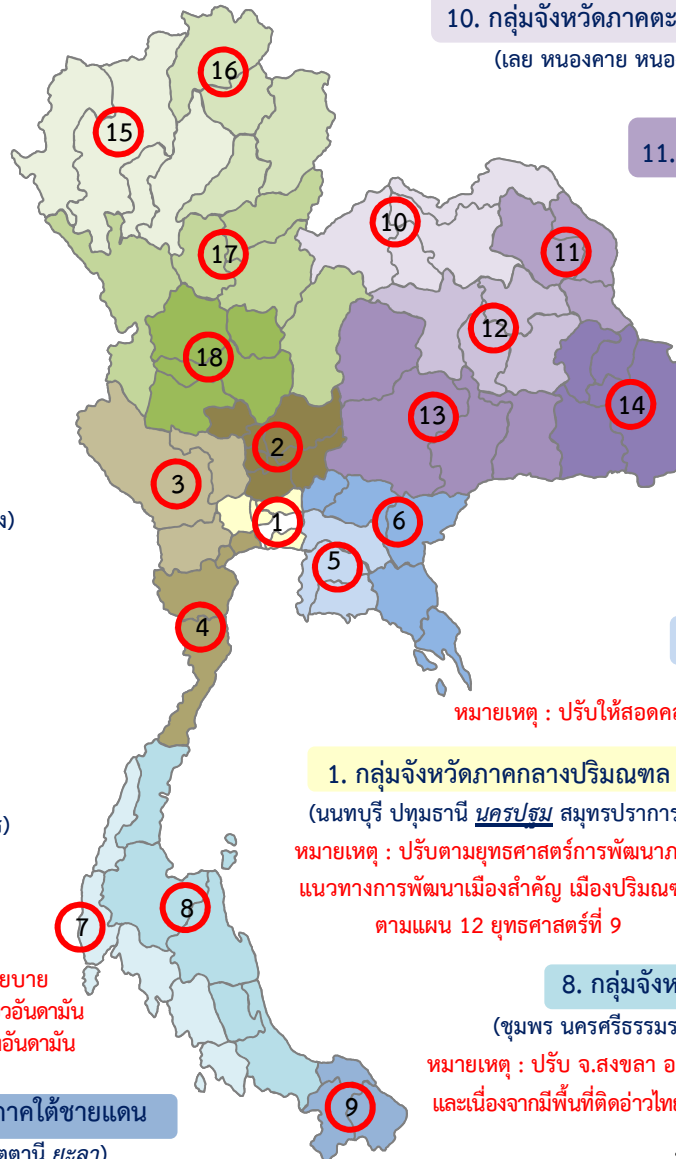 10. กลุ่มจังหวัดภาคตะ
(เลย หนองคาย หนอ
16
15
11.
10
17
11
12
18
14
13
2
3
1
6
ง)
5
4
หมายเหตุ : ปรับให้สอดคล
1. กลุ่มจังหวัดภาคกลางปริมณฑล
(นนทบุรี ปทุมธานี นครปฐม สมุทรปราการ
หมายเหตุ : ปรับตามยุทธศาสตร์การพัฒนาภ
แนวทางการพัฒนาเมืองสำคัญ เมืองปริมณฑ
ตามแผน 12 ยุทธศาสตร์ที่ 9
8
7
ยบาย
วอันดามัน
อันดามัน
8. กลุ่มจังห
(ชุมพร นครศรีธรรมร
หมายเหตุ : ปรับ จ.สงขลา อ
และเนื่องจากมีพื้นที่ติดอ่าวไทย
าคใต้ชายแดน
9
ตตานี ยะลา)